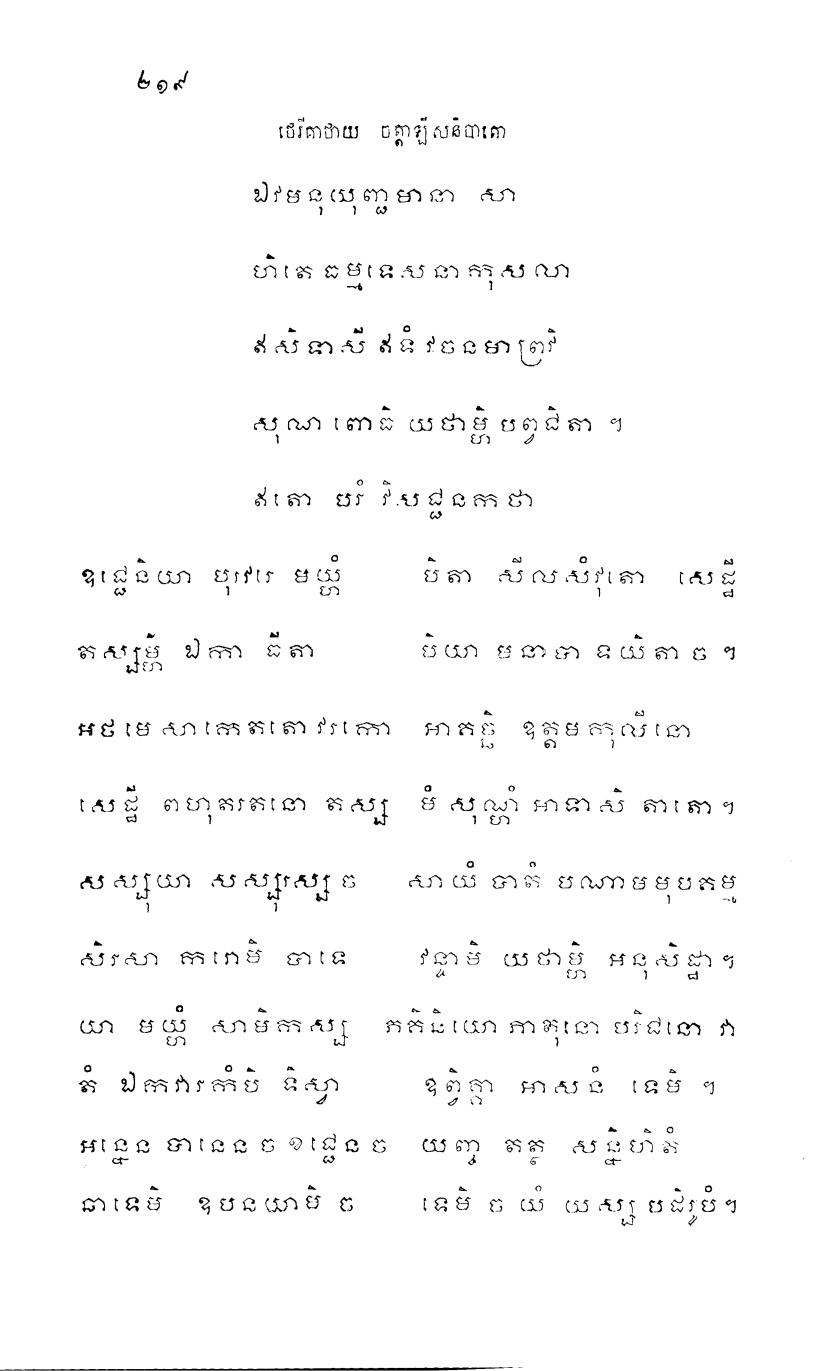 ២១៩
ថេរីគាថាយ ចត្តាឡីសនិបាតោ
ឯវមនុយុញ្ជមានា សា
ហិតេ ធម្មទេសនាកុសលា
ឥសិទាសី ឥទំ វចនមាព្រវិ
សុណា ពោធិ យថាម្ហិ បព្វជិតា ។
ឥតោ បរំ វិសជ្ជនកថា
ឧជ្ជេនិយា បុរវរេ មយ្ហំ បិតា សីលសំវុតោ សេដ្ឋី
តស្សម្ហិ ឯកា ធីតា បិយា មនាបា ទយិតា ច ។
អថ មេ សាកេតតោ វរកោ អាគច្ឆិ ឧត្តមកុលីនោ
សេដ្ឋី ពហុតរតនោ តស្ស មំ សុណ្ហំ អាទាសិ តាតោ។
សស្សុយា សស្សុរស្ស ច សាយំ បាតំ បណាមមុបគម្ម
សិរសា ករោមិ បាទេ វន្ទាមិ យថាម្ហិ អនុសិដ្ឋា។
យា មយ្ហំ សាមិកស្ស ភគិនិយោ ភាតុនោ បរិជនោ វា
តំ ឯកវារកំបិ ទិស្វា ឧព្វិគ្គា អាសនំ ទេមិ ។
អន្នេន បានេន ច ខជ្ជេន ច យញ្ច តត្ថ សន្និហិតំ
ឆាទេមិ ឧបនយាមិ ច ទេមិ ច យំ យស្ស បដិរូបំ។